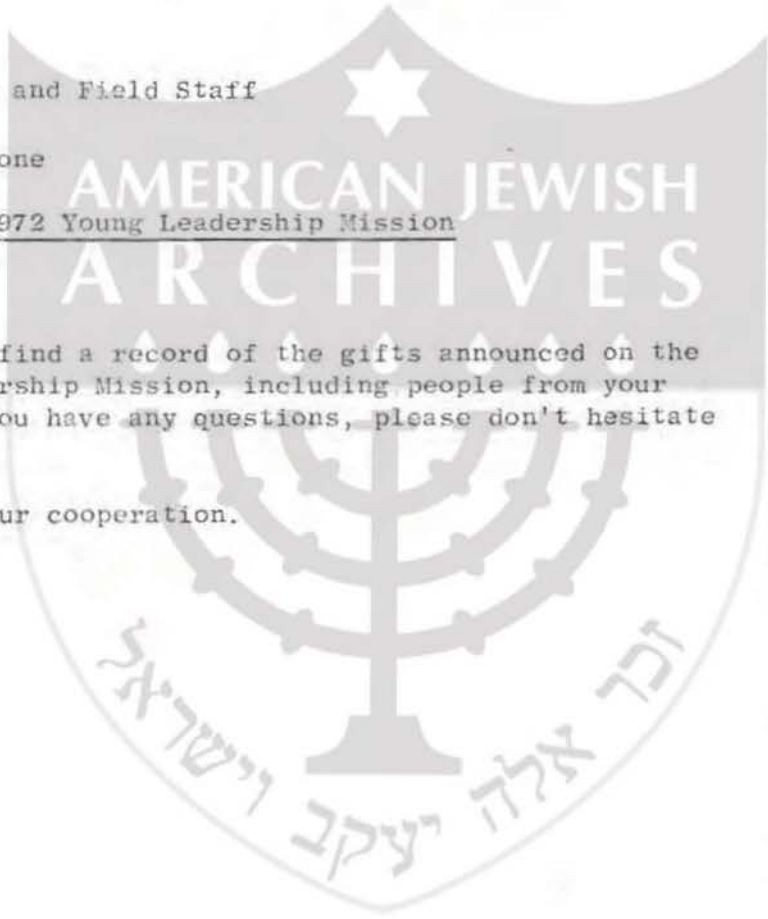 and Field Staff
one
AMERICAN JEWISH
972 Young Leadership Mission
ARCHIVES
find a record of the gifts announced on the
rship Mission, including people from your
ou have any questions, please don't hesitate
ur cooperation.
זכר אלה יעקב וישראל